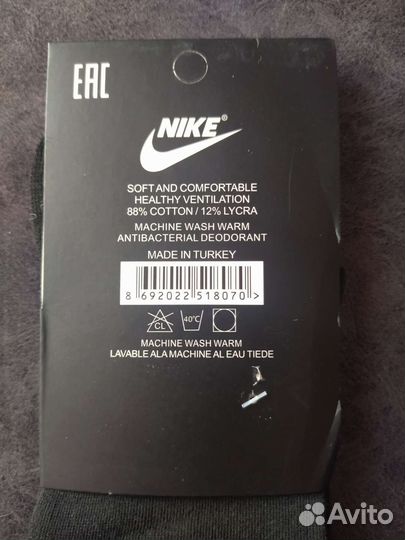 EAC
NIKE®
SOFT AND COMFORTABLE
HEALTHY VENTILATION
88% COTTON / 12% LYCRA
MACHINE WASH WARM
ANTIBACTERIAL DEODORANT
MADE IN TURKEY
8 692022 518070 >
CL 40°C
MACHINE WASH WARM
LAVABLE ALA MACHINE AL EAU TIEDE
Avito